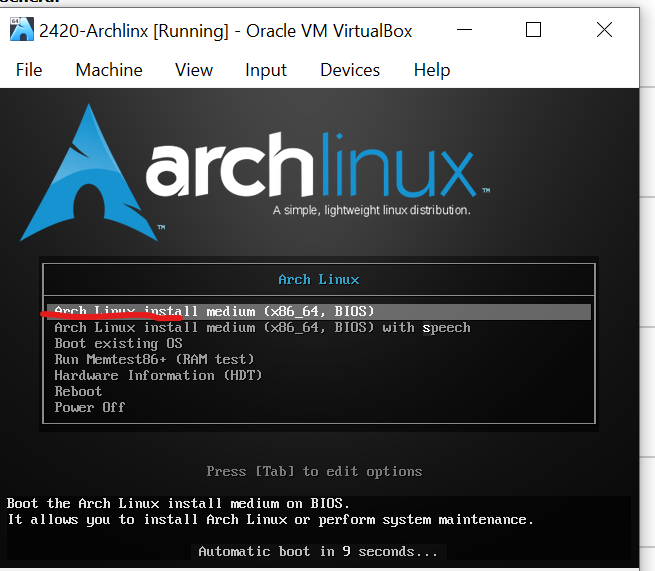 2420-Archlinx [Running] - Oracle VM VirtualBox
File Machine View Input Devices Help
archlinux™
A simple, lightweight linux distribution.
™
Arch Linux
Arch Linux install medium (x86_64, BIOS)
Arch Linux install medium (x86_64, BIOS) with speech
Boot existing OS
Run Memtest86+ (RAM test)
Hardware Information (HDT)
Reboot
Power Off
Press [Tab] to edit options
Boot the Arch Linux install medium on BIOS.
It allows you to install Arch Linux or perform system maintenance.
Automatic boot in 9 seconds...